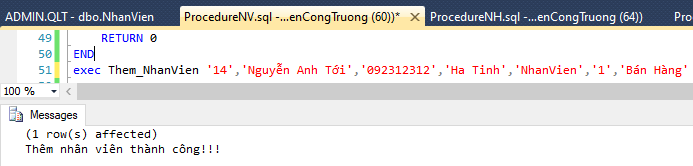 ADMIN.QLT - dbo.NhanVien
ProcedureNV.sql -...enCongTruong (60))*
ProcedureNH.sql -...enCongTruong (64))
49 RETURN 0
50 END
51 exec Them_NhanVien '14','Nguyễn Anh Tới','092312312','Ha Tinh','NhanVien','1','Bán Hàng'
100 %
Messages
(1 row(s) affected)
Thêm nhân viên thành công!!!